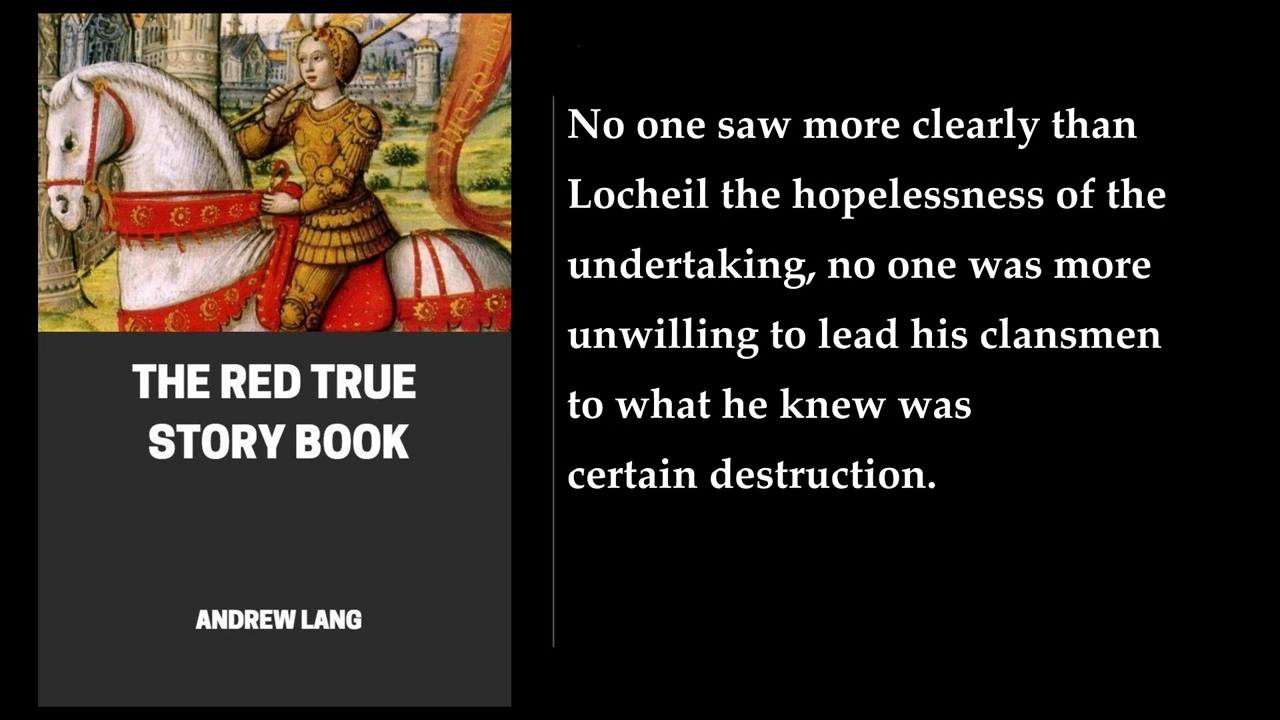 THE RED TRUE
STORY BOOK
ANDREW LANG
No one saw more clearly than
Locheil the hopelessness of the
undertaking, no one was more
unwilling to lead his clansmen
to what he knew was
certain destruction.